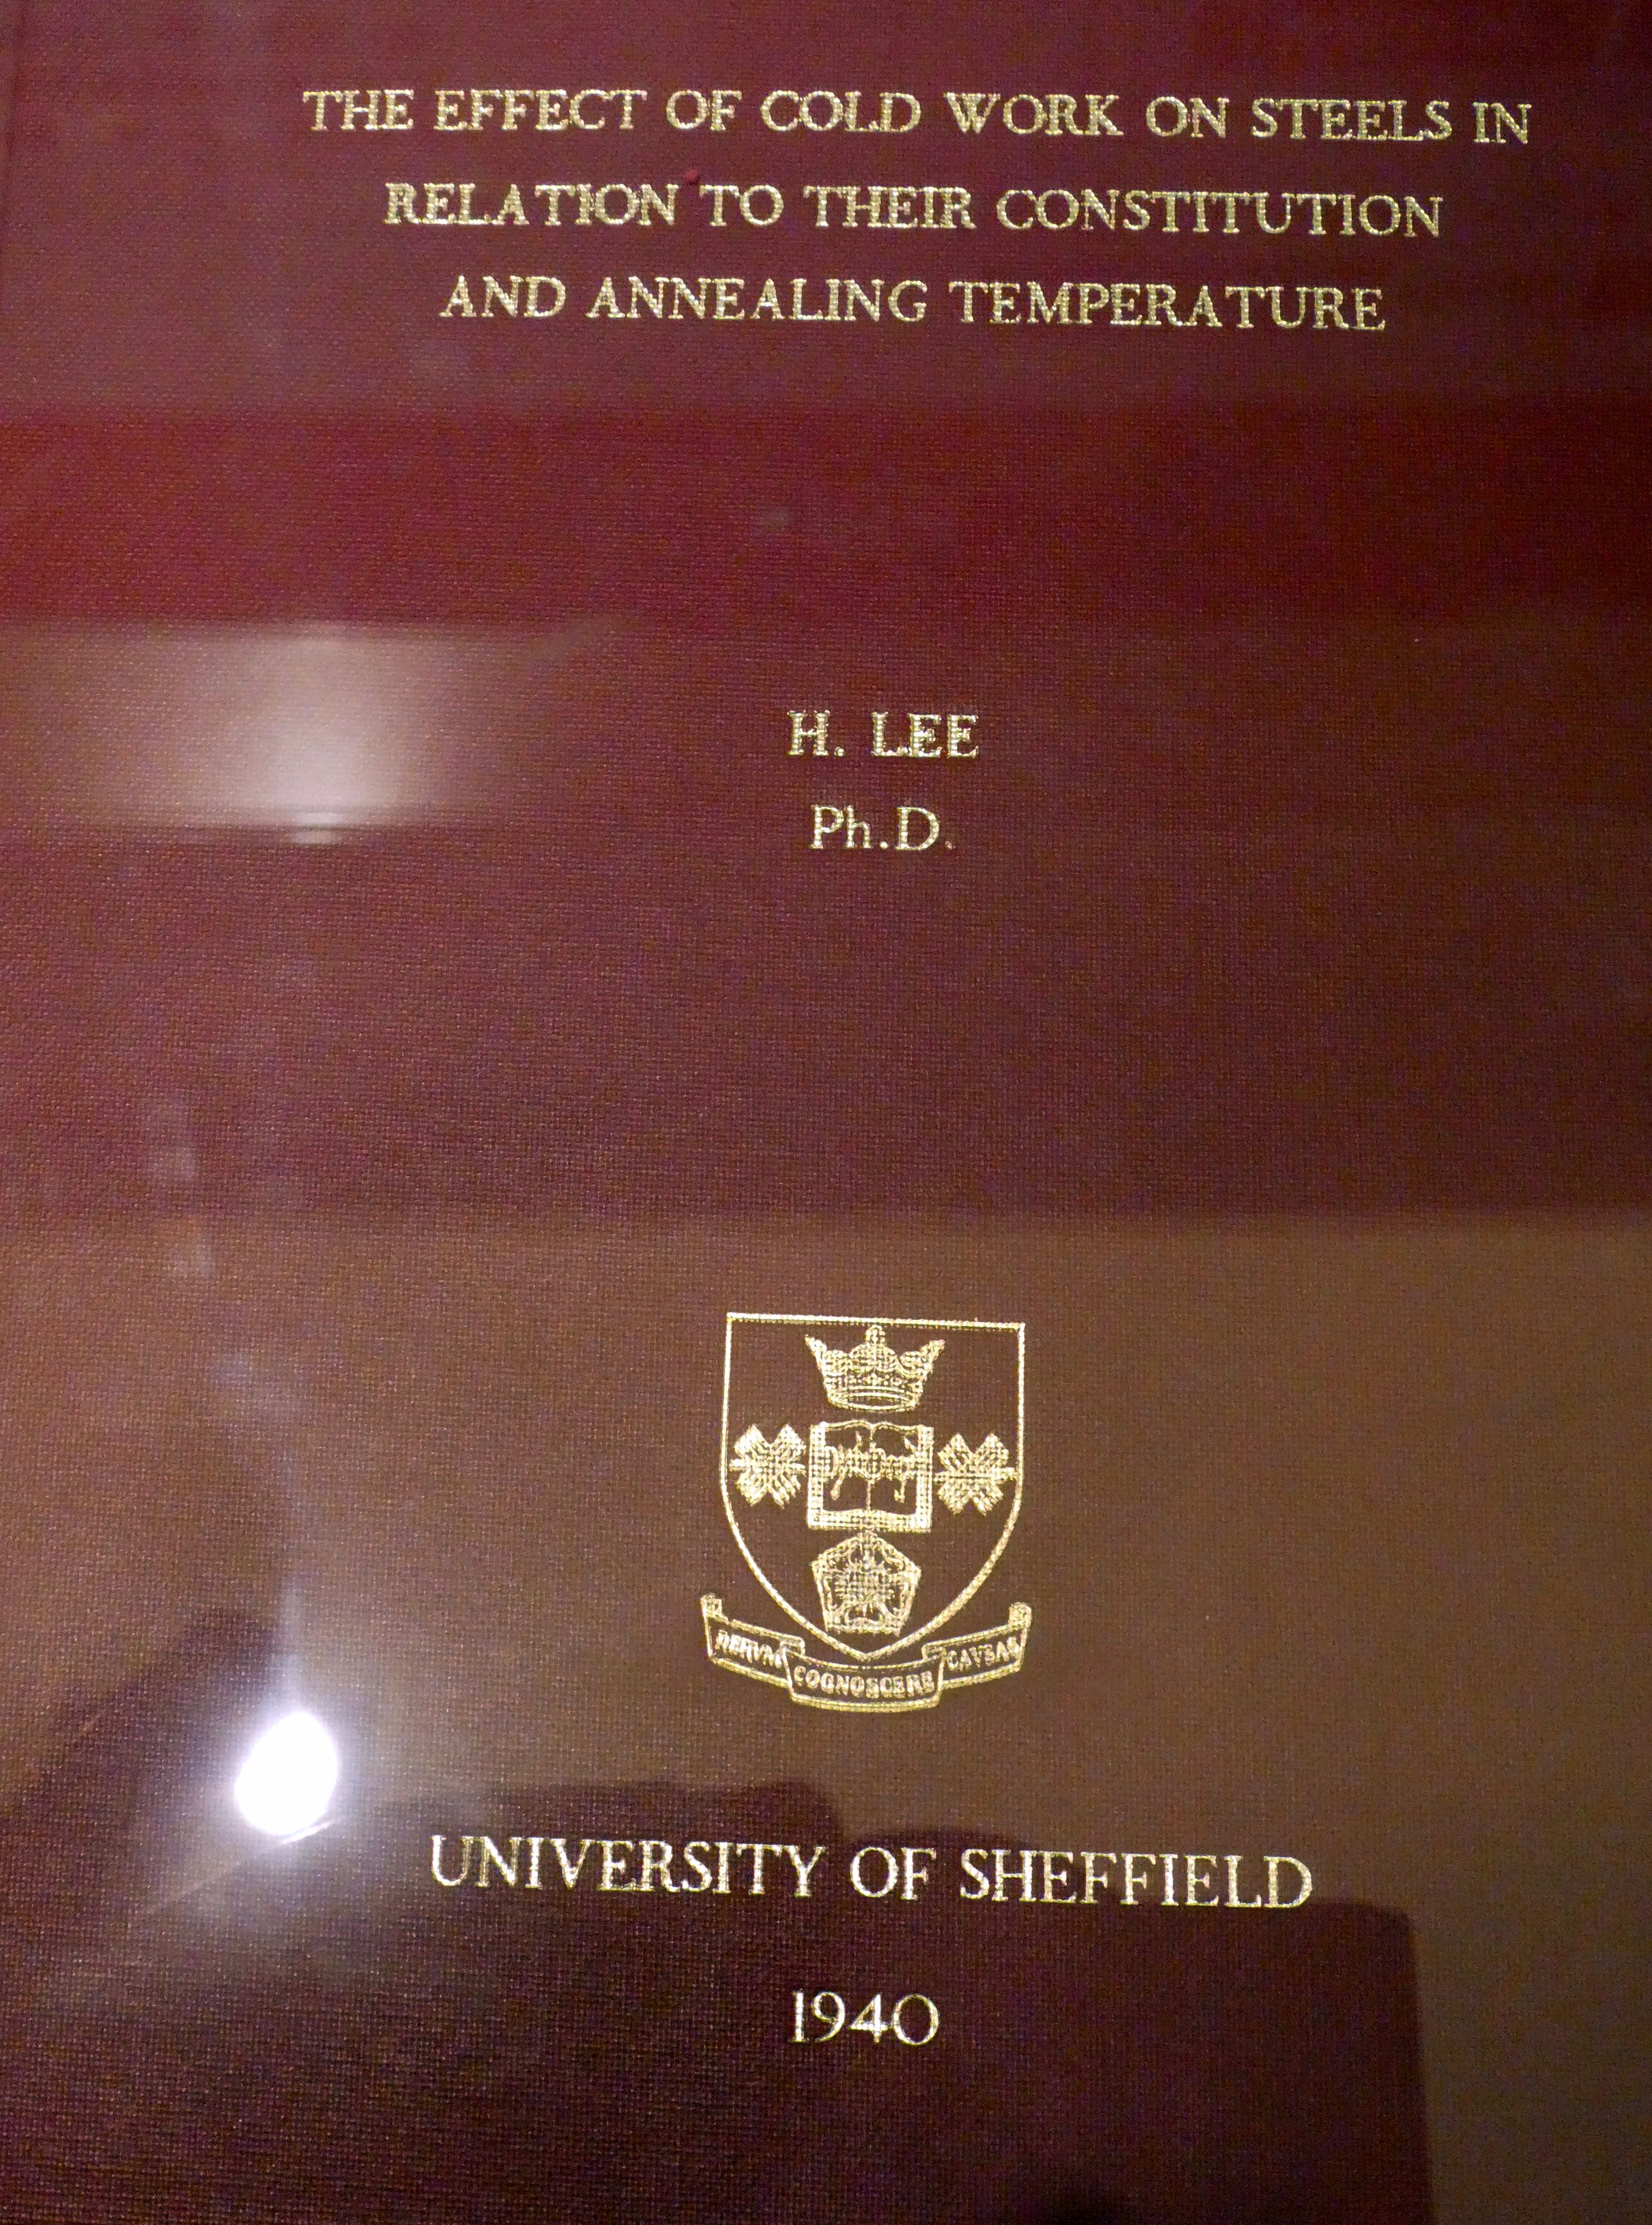 THE EFFECT OF COLD WORK ON STEELS IN
RELATION TO THEIR CONSTITUTION
AND ANNEALING TEMPERATURE
H. LEE
Ph.D.
RERVM
COGNOSCERE
CAVSAS
UNIVERSITY OF SHEFFIELD
1940